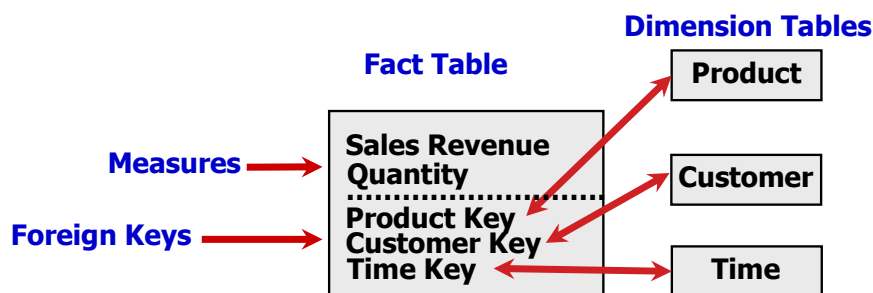 Dimension Tables
Fact Table
Product
Sales Revenue
Measures
Quantity
Customer
Product Key
Foreign Keys
Customer Key
Time Key
Time